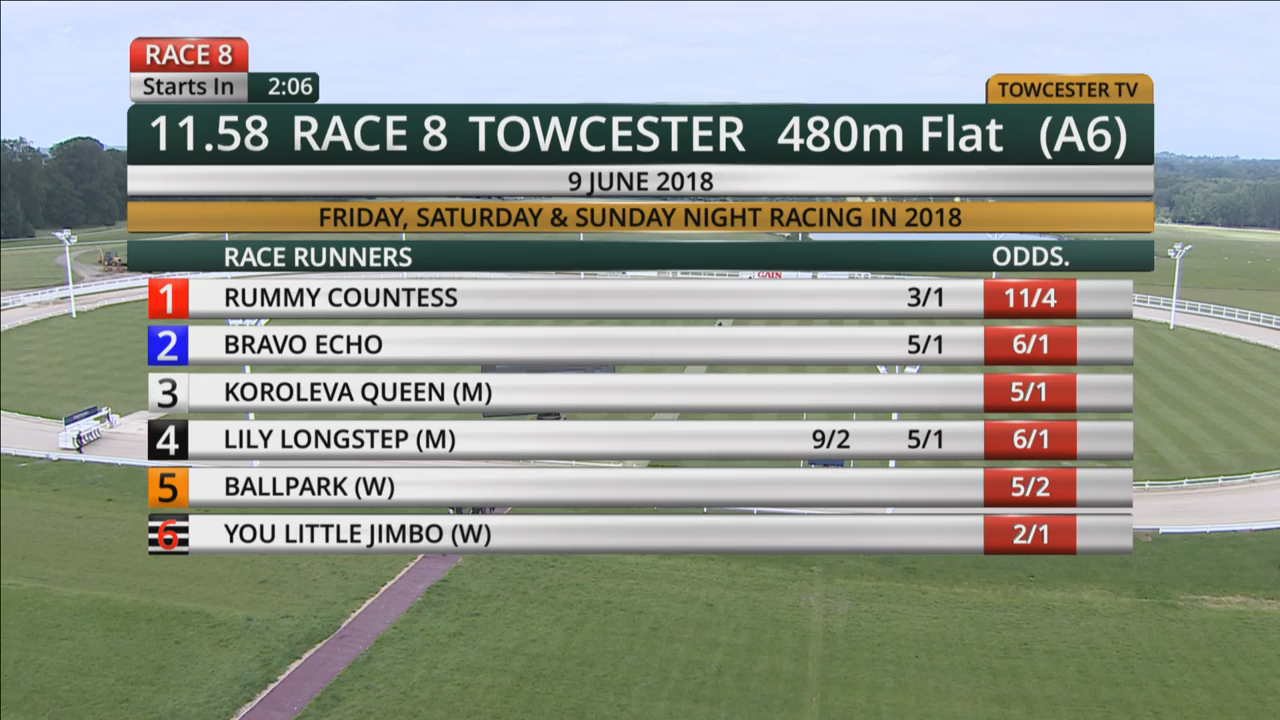 RACE 8
Starts In 2:06
TOWCESTER TV
11.58 RACE 8 TOWCESTER 480m Flat (A6)
9 JUNE 2018
FRIDAY, SATURDAY & SUNDAY NIGHT RACING IN 2018
RACE RUNNERS ODDS.
GAIN
1 RUMMY COUNTESS 3/1 11/4
2 BRAVO ECHO 5/1 6/1
3 KOROLEVA QUEEN (M) 5/1
4 LILY LONGSTEP (M) 9/2 5/1 6/1
5 BALLPARK (W) 5/2
6 YOU LITTLE JIMBO (W) 2/1